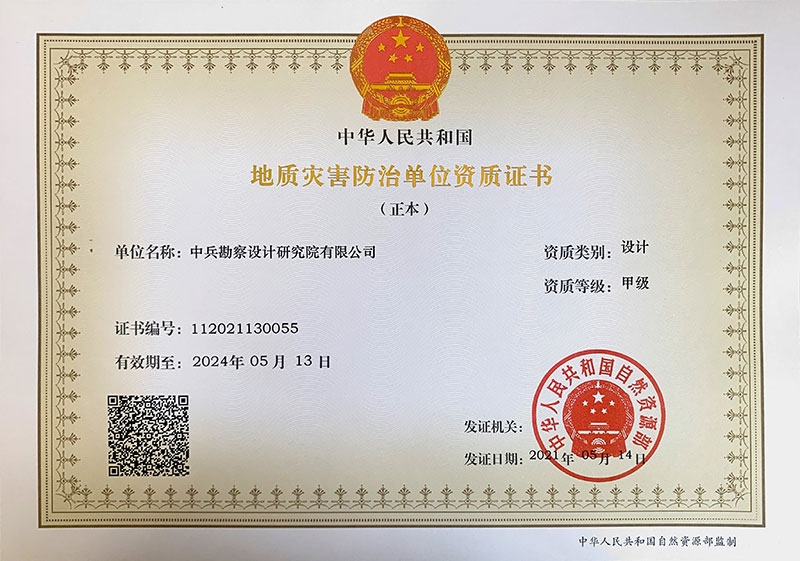 中华人民共和国
地质灾害防治单位资质证书
（正本）
单位名称：中兵勘察设计研究院有限公司
资质类别：设计
资质等级：甲级
证书编号：112021130055
有效期至：2024年 05月 13日
中华人民共和国自然资源部
发证机关：
发证日期：2021年 05月 14日
中华人民共和国自然资源部监制